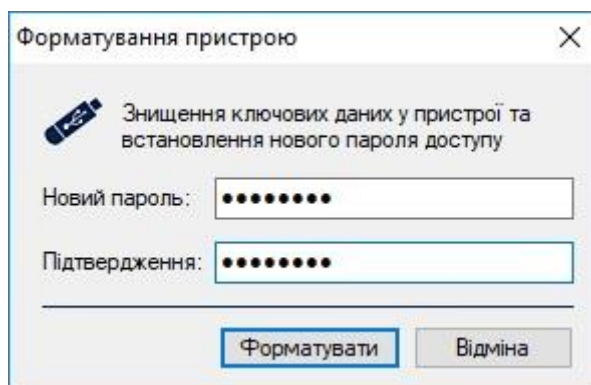 Форматування пристрою
Знищення ключових даних у пристрої та
встановлення нового пароля доступу
Новий пароль: ●●●●●●●●
Підтвердження: ●●●●●●●●
Форматувати Відміна